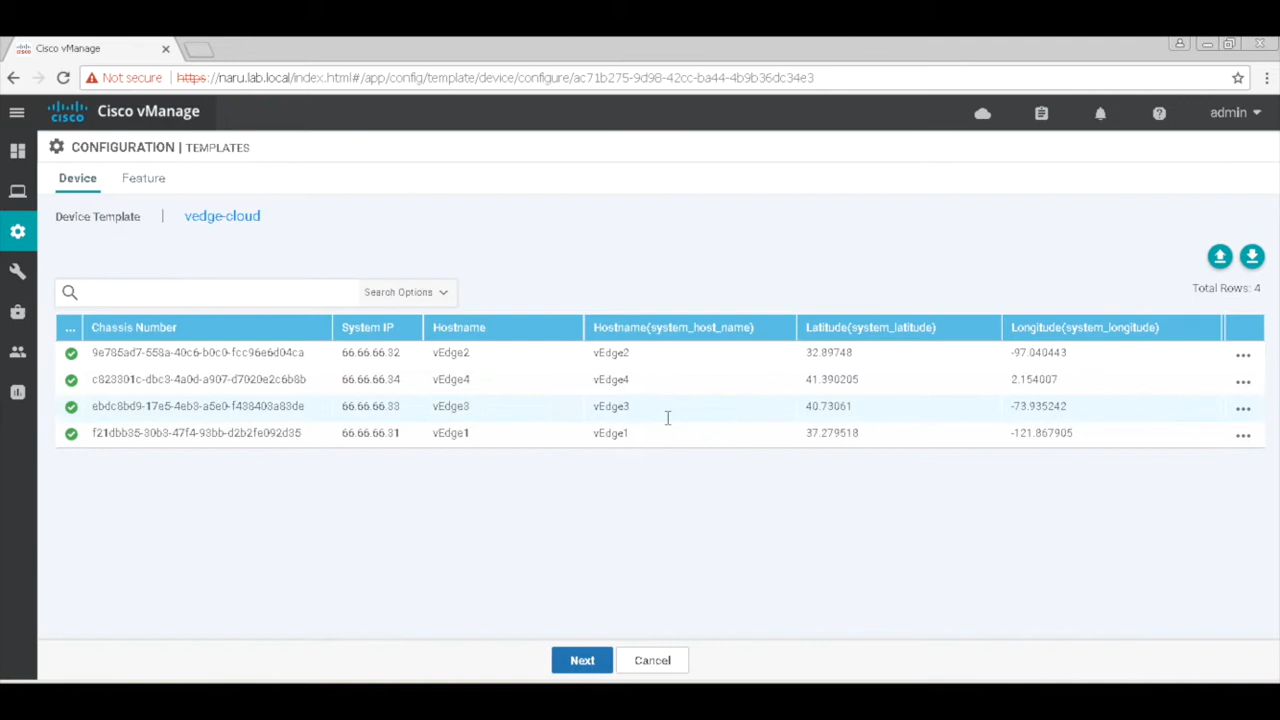 Cisco vManage
Not secure https://naru.lab.local/index.html#/app/config/template/device/configure/ac71b275-9d98-42cc-ba44-4b9b36dc34e3
cisco Cisco vManage admin
CONFIGURATION | TEMPLATES
Device Feature
Device Template | vedge-cloud
Search Options
Total Rows: 4
... Chassis Number System IP Hostname Hostname(system_host_name) Latitude(system_latitude) Longitude(system_longitude)
9e785ad7-558a-40c6-b0c0-fcc96e6d04ca 66.66.66.32 vEdge2 vEdge2 32.89748 -97.040443
c823301c-dbc3-4a0d-a907-d7020e2c6b8b 66.66.66.34 vEdge4 vEdge4 41.390205 2.154007
ebdc8bd9-17e5-4eb3-a5e0-f438403a83de 66.66.66.33 vEdge3 vEdge3 40.73061 -73.935242
f21dbb35-30b3-47f4-93bb-d2b2fe092d35 66.66.66.31 vEdge1 vEdge1 37.279518 -121.867905
Next Cancel